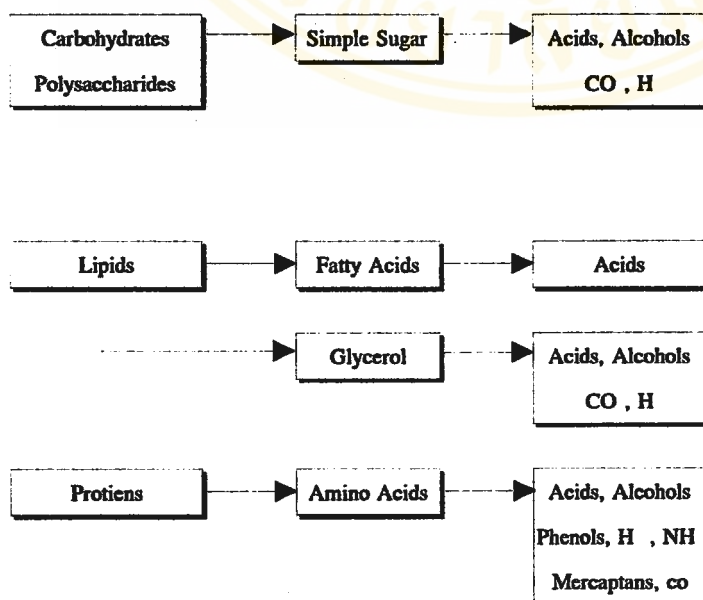 Carbohydrates
Polysaccharides
Simple Sugar
Acids, Alcohols
CO , H
Lipids
Fatty Acids
Acids
Glycerol
Acids, Alcohols
CO , H
Protiens
Amino Acids
Acids, Alcohols
Phenols, H , NH
Mercaptans, co